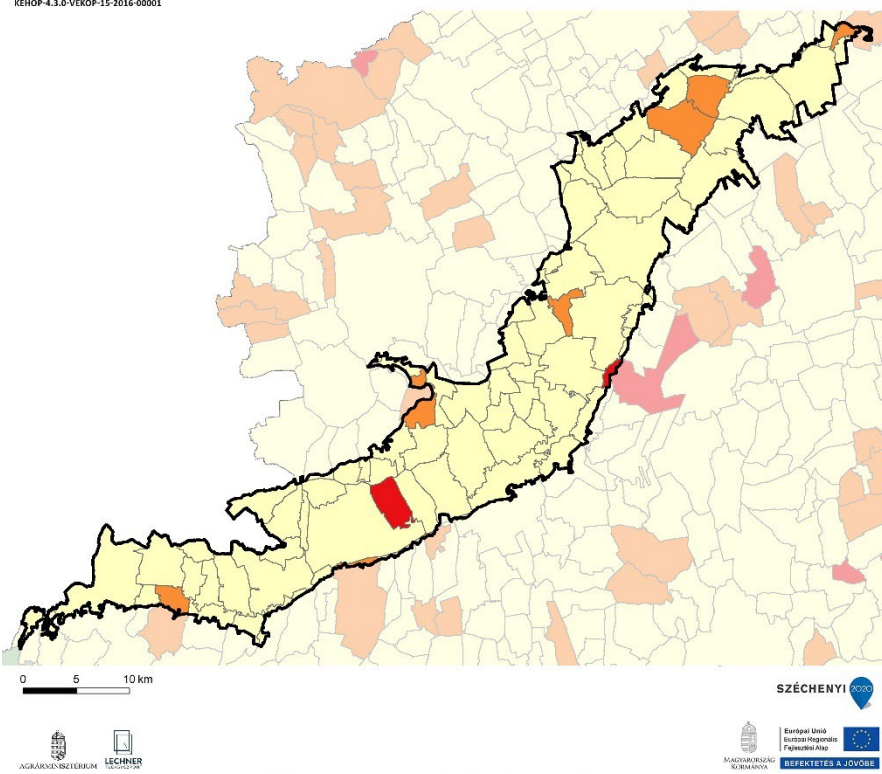 KEHOP-4.3.0-VEKOP-15-2016-00001
0 5 10 km
SZÉCHENYI 2020
AGRÁRMINISZTÉRIUM
LECHNER
TUDÁSKÖZPONT
MAGYARORSZÁG
KORMÁNYA
Európai Unió
Európai Regionális
Fejlesztési Alap
BEFEKTETÉS A JÖVŐBE